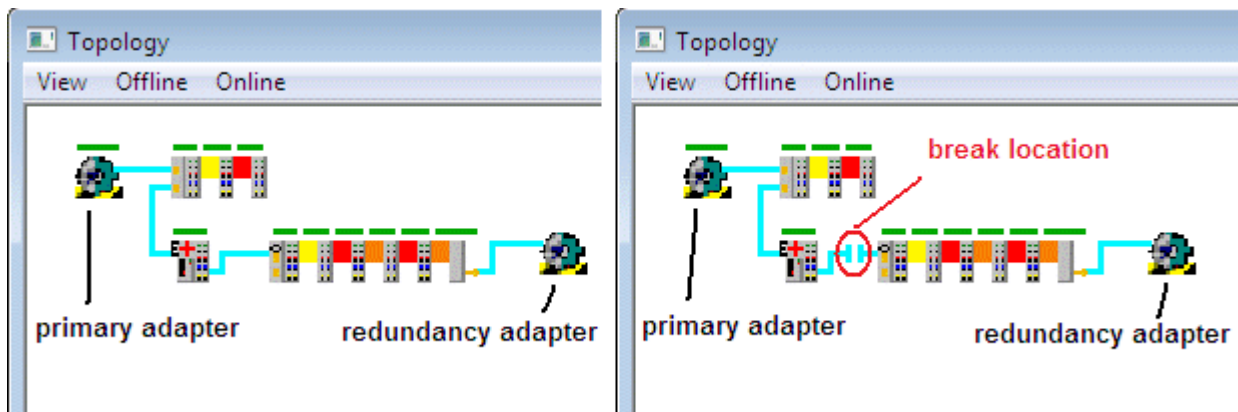 Topology
View Offline Online
primary adapter
redundancy adapter
Topology
View Offline Online
break location
primary adapter
redundancy adapter